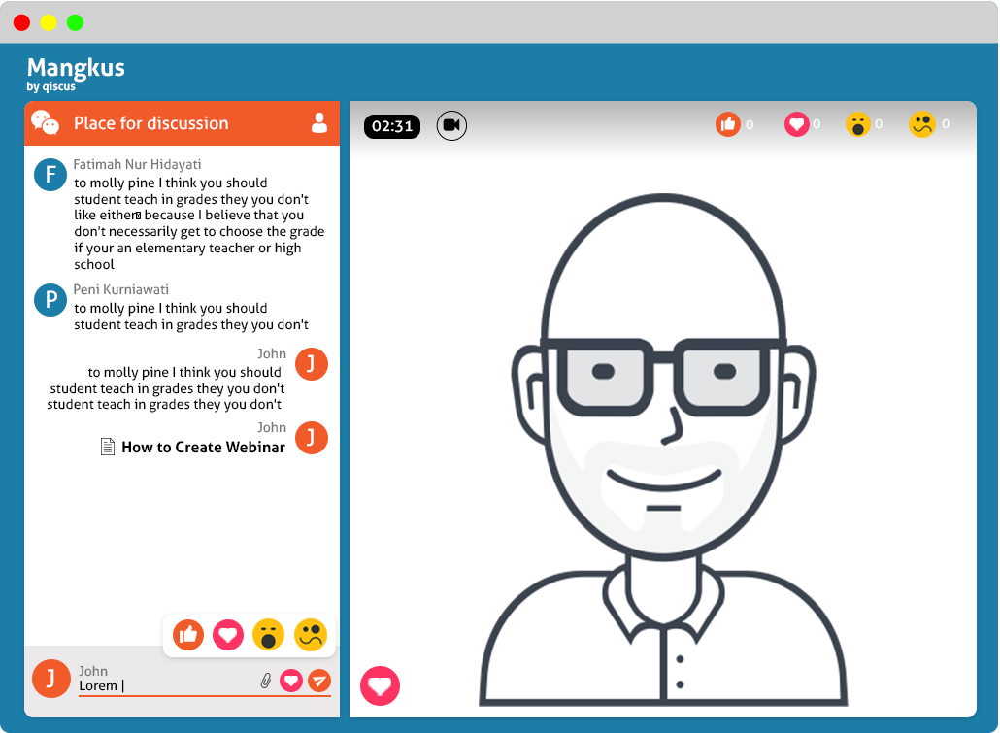 Mangkus
by qiscus
Place for discussion
02:31
0
0
0
0
F
Fatimah Nur Hidayati
to molly pine I think you should
student teach in grades they you don't
like either because I believe that you
don't necessarily get to choose the grade
if your an elementary teacher or high
school
P
Peni Kurniawati
to molly pine I think you should
student teach in grades they you don't
John
J
to molly pine I think you should
student teach in grades they you don't
student teach in grades they you don't
John
J
How to Create Webinar
J
John
Lorem |